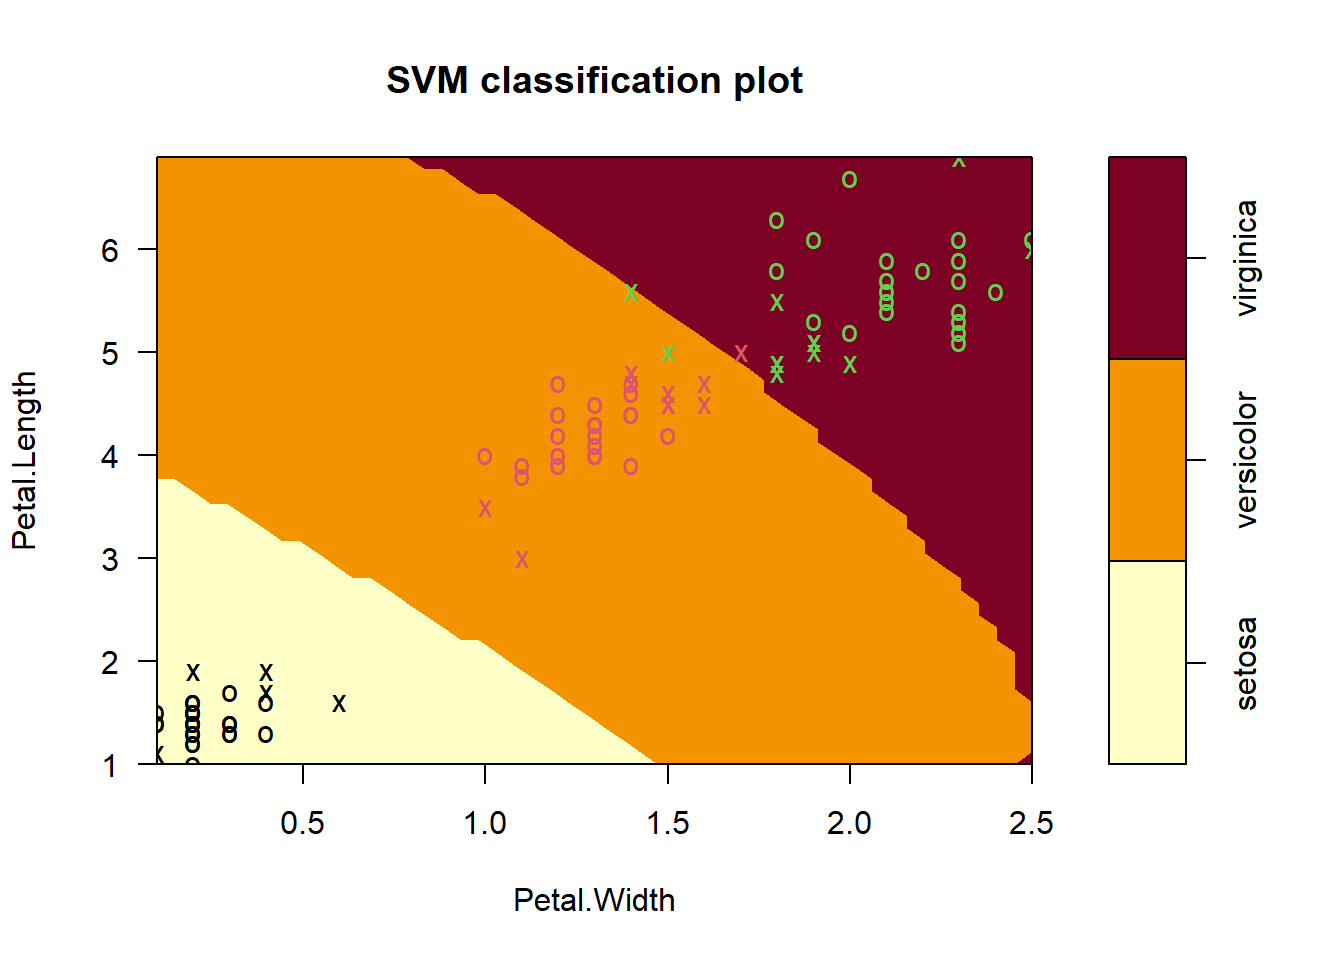 SVM classification plot
Petal.Length
6
5
4
3
2
1
0.5 1.0 1.5 2.0 2.5
Petal.Width
virginica
versicolor
setosa